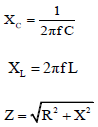 X_C = 1 / (2πfC)
X_L = 2πfL
Z = √(R² + X²)